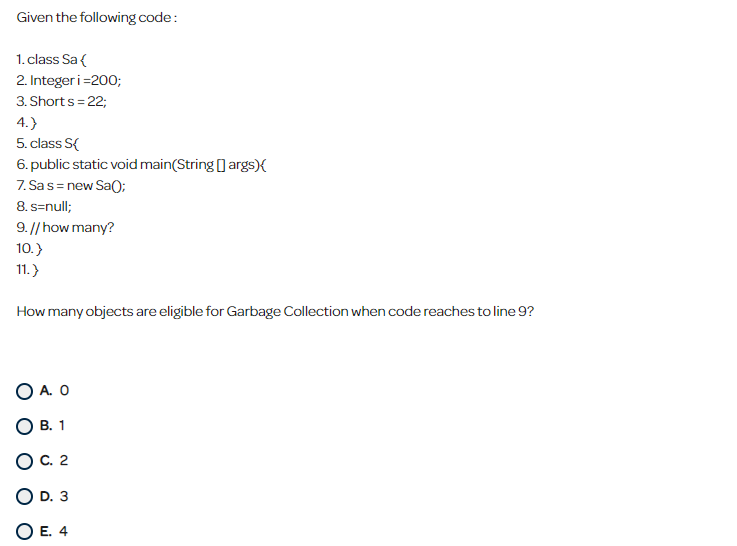 Given the following code :
1. class Sa {
2. Integer i =200;
3. Short s = 22;
4. }
5. class S{
6. public static void main(String [] args){
7. Sa s = new Sa();
8. s=null;
9. // how many?
10. }
11. }
How many objects are eligible for Garbage Collection when code reaches to line 9?
A. 0
B. 1
C. 2
D. 3
E. 4